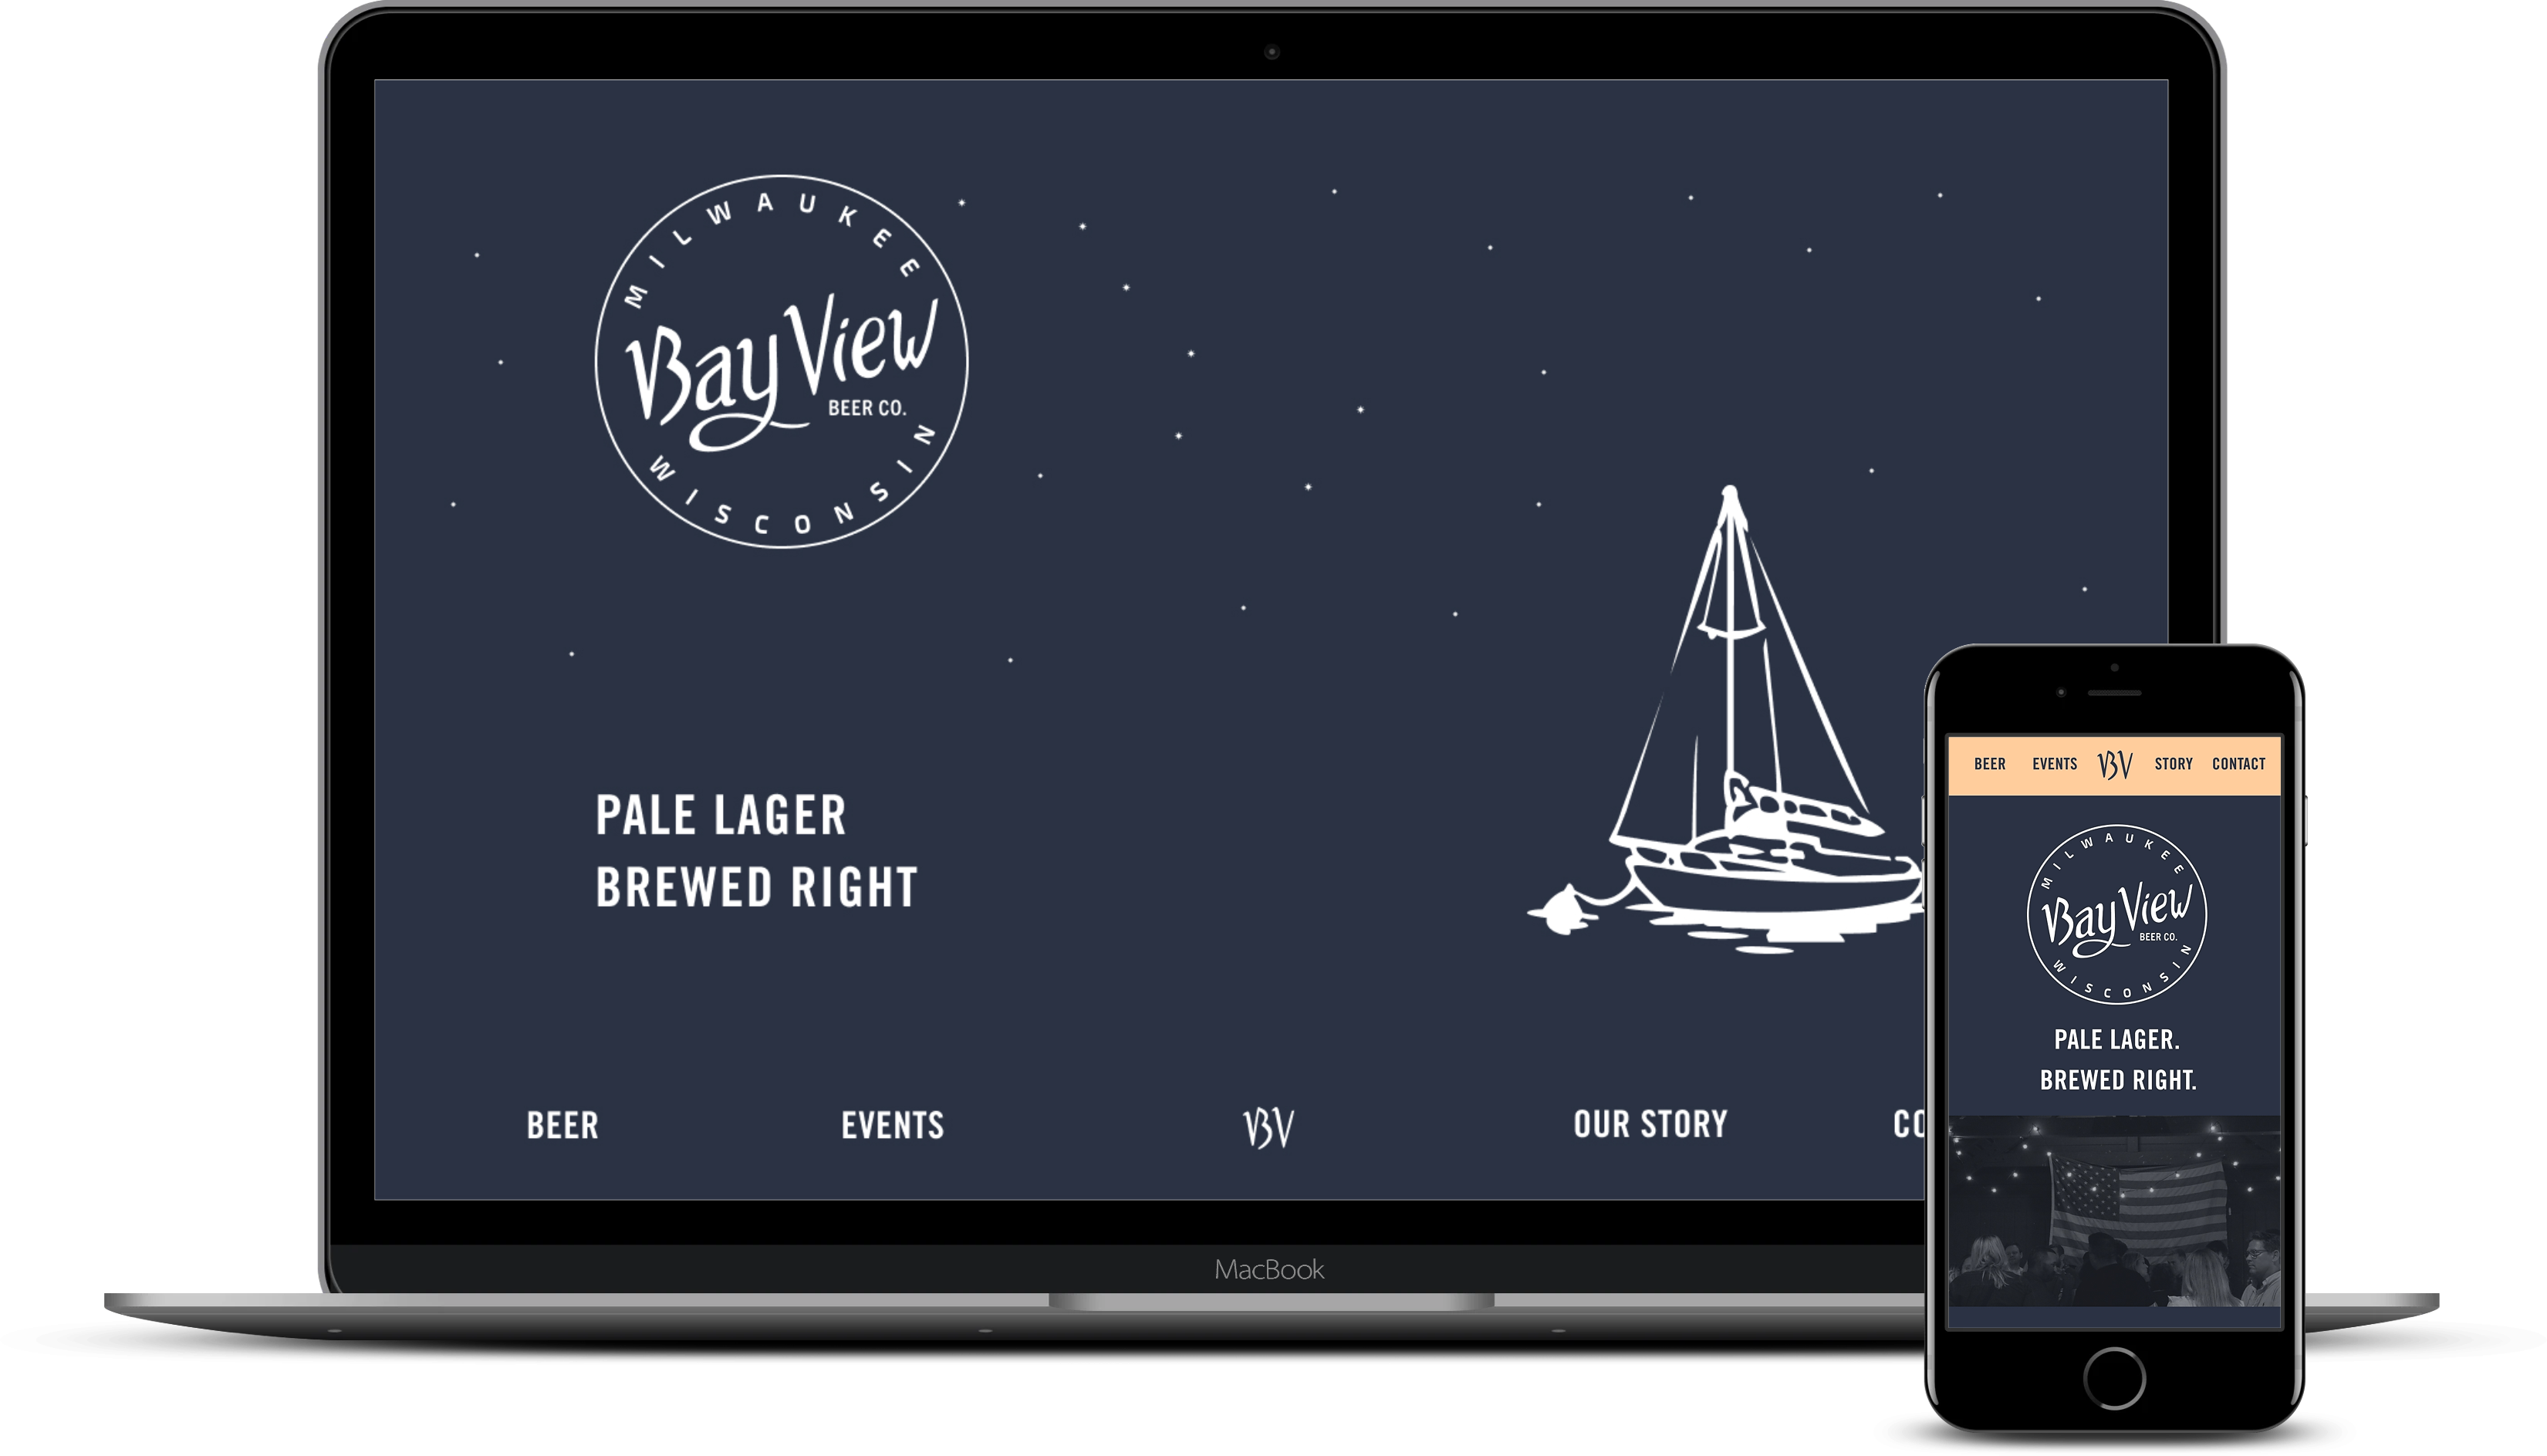 MILWAUKEE
Bay View
BEER CO.
WISCONSIN
PALE LAGER
BREWED RIGHT
BEER EVENTS BV OUR STORY
MacBook
BEER EVENTS BV STORY CONTACT
MILWAUKEE
Bay View
BEER CO.
WISCONSIN
PALE LAGER.
BREWED RIGHT.